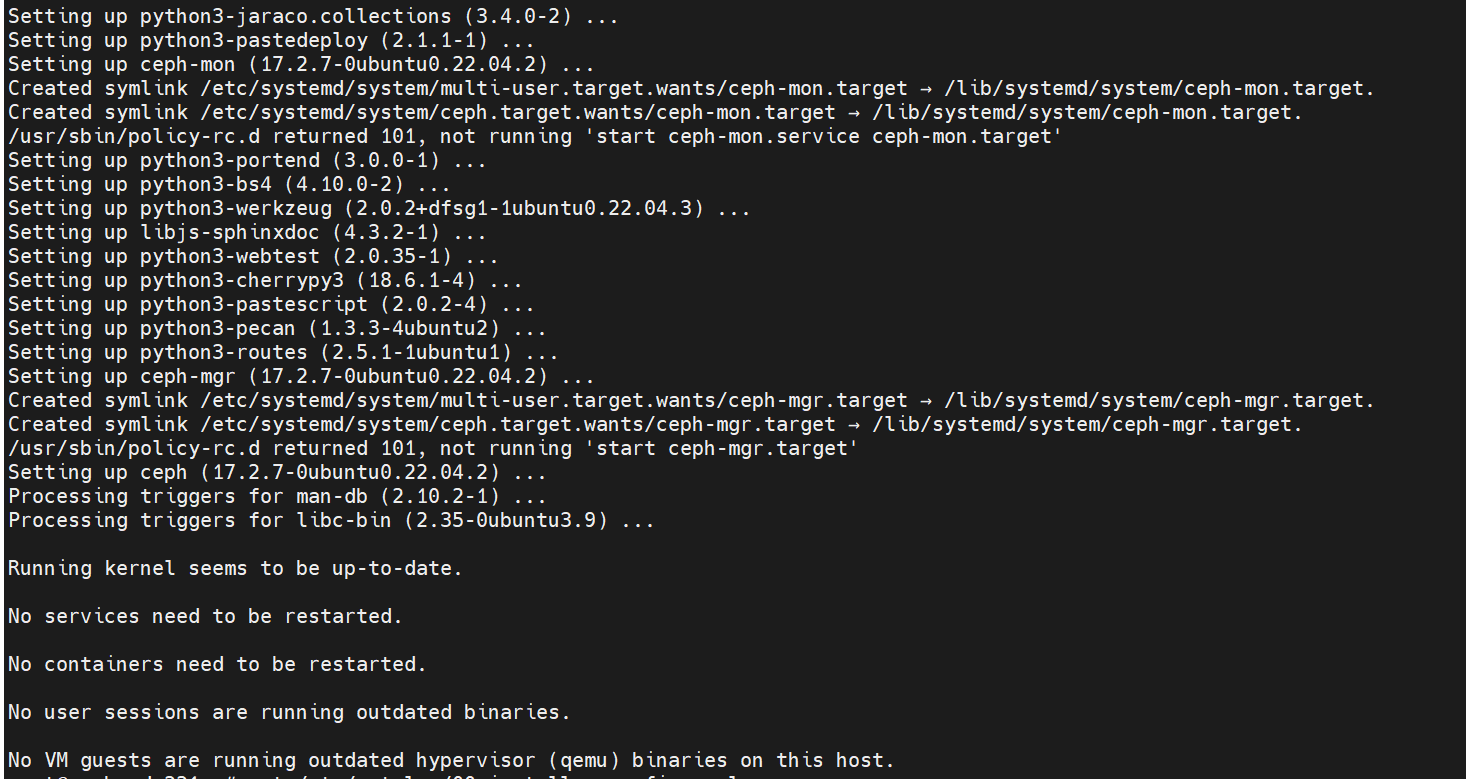 Setting up python3-jaraco.collections (3.4.0-2) ...
Setting up python3-pastedeploy (2.1.1-1) ...
Setting up ceph-mon (17.2.7-0ubuntu0.22.04.2) ...
Created symlink /etc/systemd/system/multi-user.target.wants/ceph-mon.target → /lib/systemd/system/ceph-mon.target.
Created symlink /etc/systemd/system/ceph.target.wants/ceph-mon.target → /lib/systemd/system/ceph-mon.target.
/usr/sbin/policy-rc.d returned 101, not running 'start ceph-mon.service ceph-mon.target'
Setting up python3-portend (3.0.0-1) ...
Setting up python3-bs4 (4.10.0-2) ...
Setting up python3-werkzeug (2.0.2+dfsg1-1ubuntu0.22.04.3) ...
Setting up libjs-sphinxdoc (4.3.2-1) ...
Setting up python3-webtest (2.0.35-1) ...
Setting up python3-cherrypy3 (18.6.1-4) ...
Setting up python3-pastescript (2.0.2-4) ...
Setting up python3-pecan (1.3.3-4ubuntu2) ...
Setting up python3-routes (2.5.1-1ubuntu1) ...
Setting up ceph-mgr (17.2.7-0ubuntu0.22.04.2) ...
Created symlink /etc/systemd/system/multi-user.target.wants/ceph-mgr.target → /lib/systemd/system/ceph-mgr.target.
Created symlink /etc/systemd/system/ceph.target.wants/ceph-mgr.target → /lib/systemd/system/ceph-mgr.target.
/usr/sbin/policy-rc.d returned 101, not running 'start ceph-mgr.target'
Setting up ceph (17.2.7-0ubuntu0.22.04.2) ...
Processing triggers for man-db (2.10.2-1) ...
Processing triggers for libc-bin (2.35-0ubuntu3.9) ...
Running kernel seems to be up-to-date.
No services need to be restarted.
No containers need to be restarted.
No user sessions are running outdated binaries.
No VM guests are running outdated hypervisor (qemu) binaries on this host.